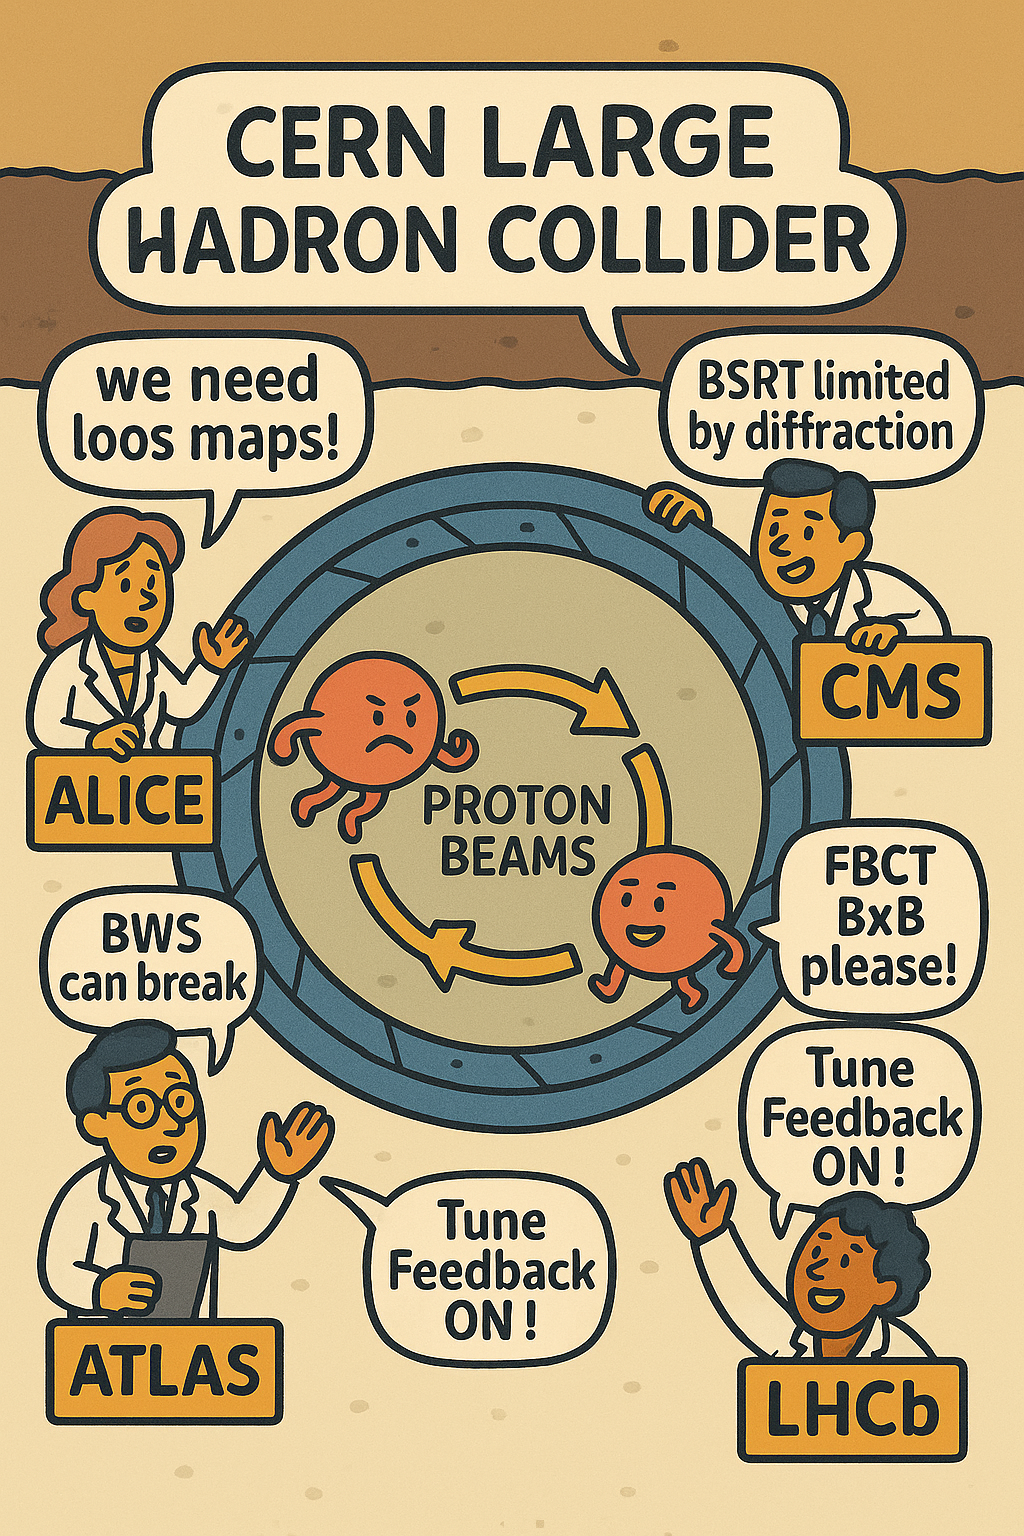 CERN LARGE
HADRON COLLIDER
we need
loos maps!
BSRT limited
by diffraction
ALICE
CMS
PROTON
BEAMS
FBCT
BxB
please!
BWS
can break
Tune
Feedback
ON !
Tune
Feedback
ON !
ATLAS
LHCb